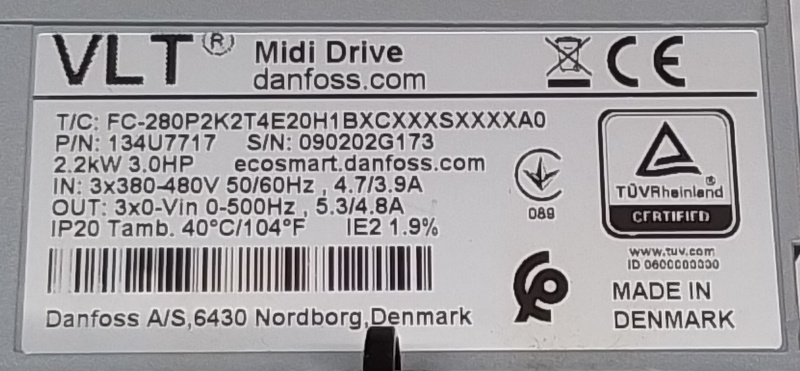 VLT® Midi Drive
danfoss.com
T/C: FC-280P2K2T4E20H1BXCXXXSXXXXA0
P/N: 134U7717 S/N: 090202G173
2.2kW 3.0HP ecosmart.danfoss.com
IN: 3x380-480V 50/60Hz , 4.7/3.9A
OUT: 3x0-Vin 0-500Hz , 5.3/4.8A
IP20 Tamb. 40°C/104°F IE2 1.9%
CE
089
TÜVRheinland®
CERTIFIED
www.tuv.com
ID 0600000000
MADE IN
DENMARK
Danfoss A/S,6430 Nordborg,Denmark